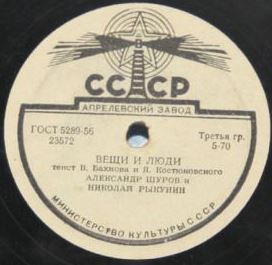 СССР
АПРЕЛЕВСКИЙ ЗАВОД
ГОСТ 5289-56
23572
Третья гр.
5-70
ВЕЩИ И ЛЮДИ
текст В. Бахнова и Я. Костюковского
АЛЕКСАНДР ШУРОВ и
НИКОЛАЙ РЫКУНИН
МИНИСТЕРСТВО КУЛЬТУРЫ СССР